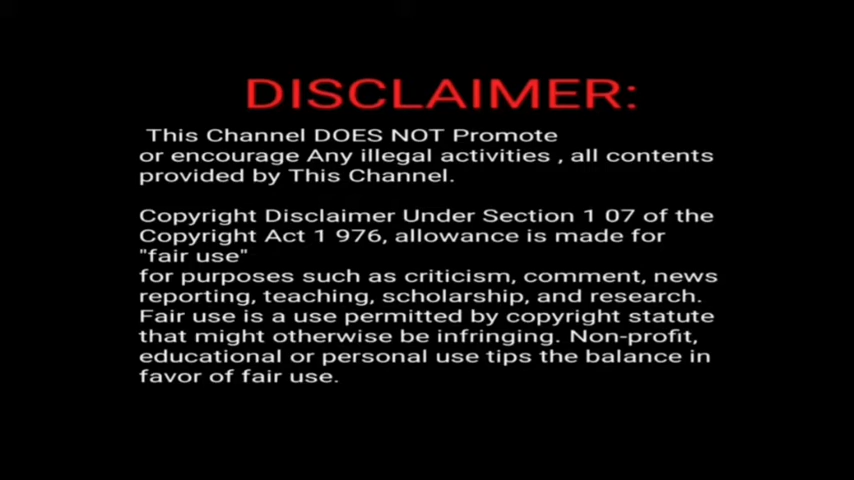 DISCLAIMER:
This Channel DOES NOT Promote
or encourage Any illegal activities , all contents
provided by This Channel.
Copyright Disclaimer Under Section 1 07 of the
Copyright Act 1 976, allowance is made for
"fair use"
for purposes such as criticism, comment, news
reporting, teaching, scholarship, and research.
Fair use is a use permitted by copyright statute
that might otherwise be infringing. Non-profit,
educational or personal use tips the balance in
favor of fair use.